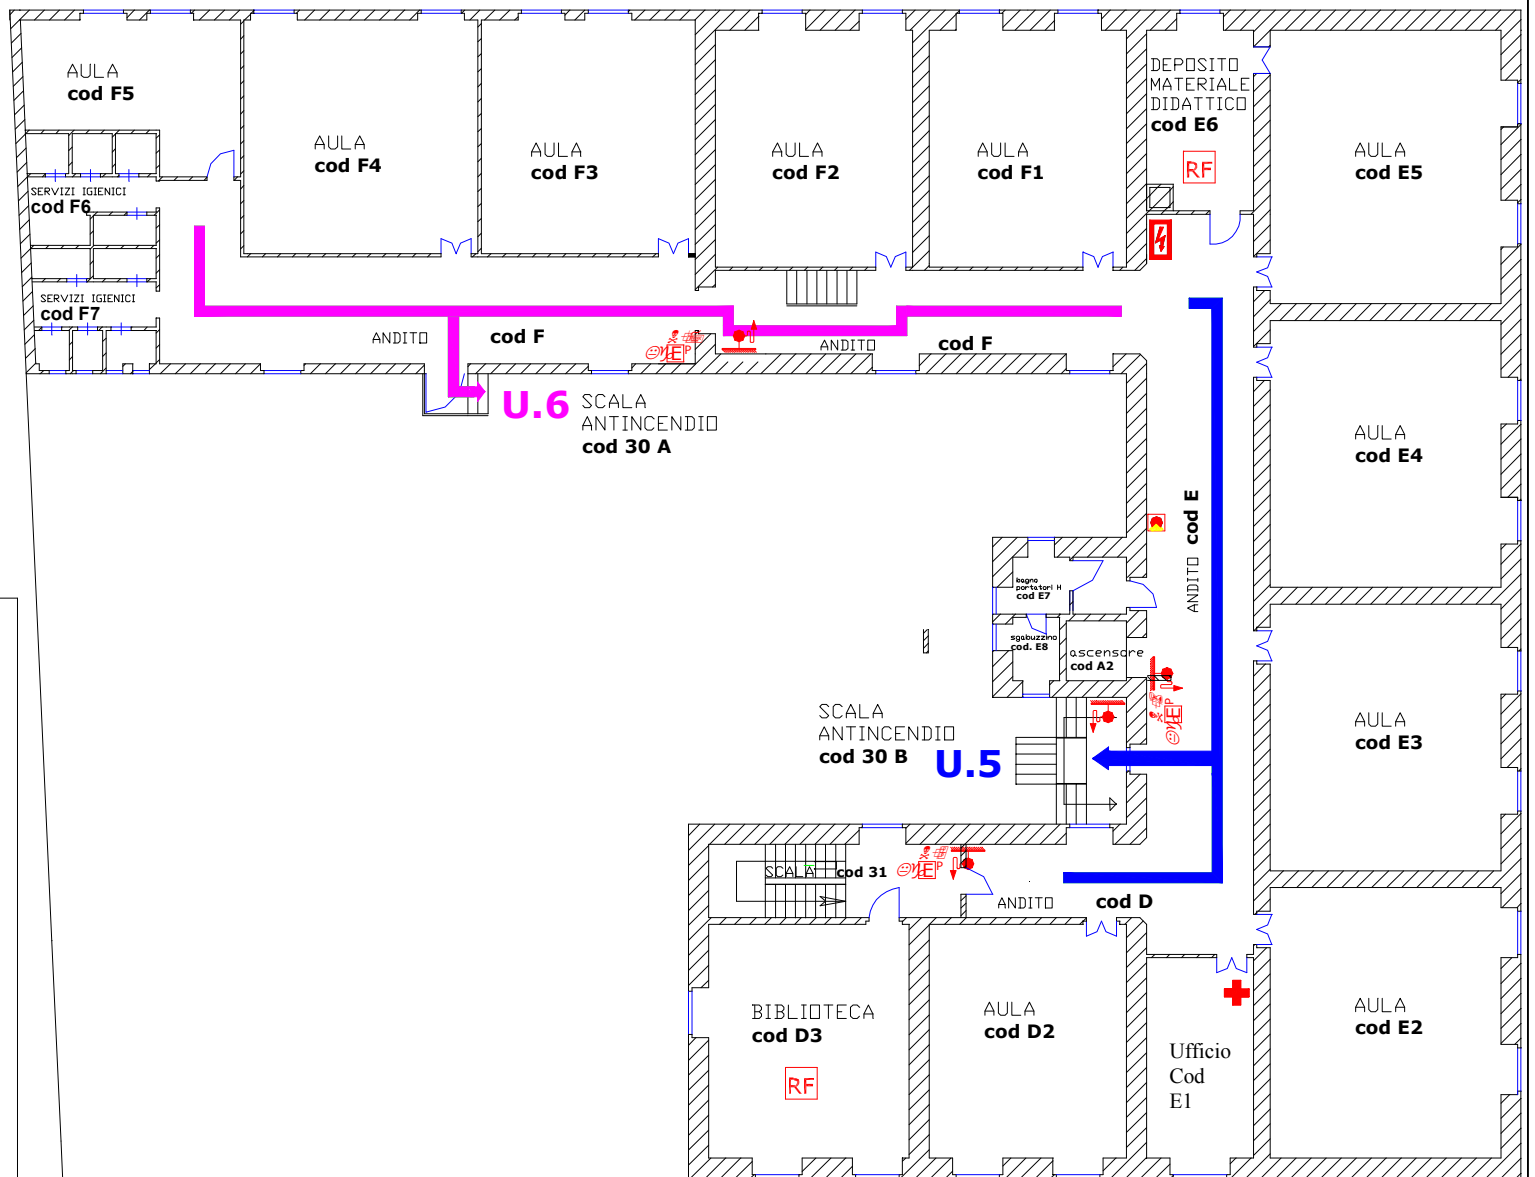 AULA
cod F5
AULA
cod F4
AULA
cod F3
AULA
cod F2
AULA
cod F1
DEPOSITO
MATERIALE
DIDATTICO
cod E6
RF
AULA
cod E5
SERVIZI IGIENICI
cod F6
SERVIZI IGIENICI
cod F7
ANDITO
cod F
E P
ANDITO
cod F
U.6
SCALA
ANTINCENDIO
cod 30 A
AULA
cod E4
ANDITO cod E
bagno
portatori H
cod E7
sgabuzzino
cod. E8
ascensore
cod A2
E P
SCALA
ANTINCENDIO
cod 30 B
U.5
AULA
cod E3
SCALA cod 31
E P
ANDITO
cod D
BIBLIOTECA
cod D3
RF
AULA
cod D2
Ufficio
Cod
E1
AULA
cod E2